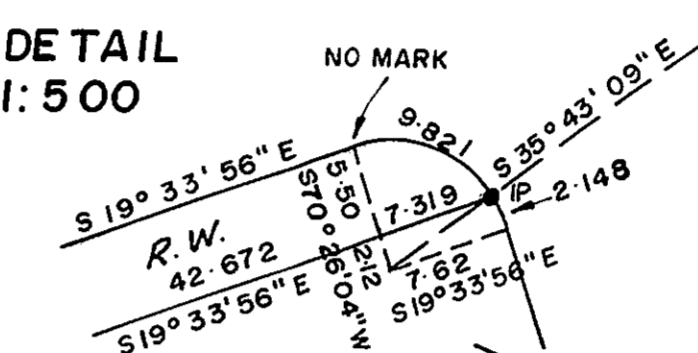 DETAIL
1:500
NO MARK
9.821
S 35° 43' 09" E
S 19° 33' 56" E
5.50
S70° 26'04" W
7.319
IP
2.148
R.W.
42.672
2.12
7.62
S19° 33'56" E
S19° 33'56" E